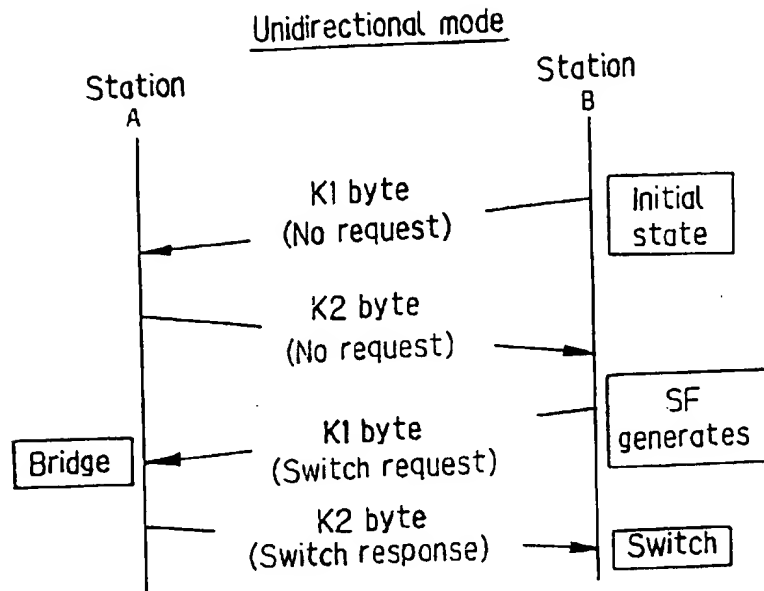 Unidirectional mode
Station
A
Station
B
K1 byte
(No request)
Initial
state
K2 byte
(No request)
SF
generates
K1 byte
(Switch request)
Bridge
K2 byte
(Switch response)
Switch